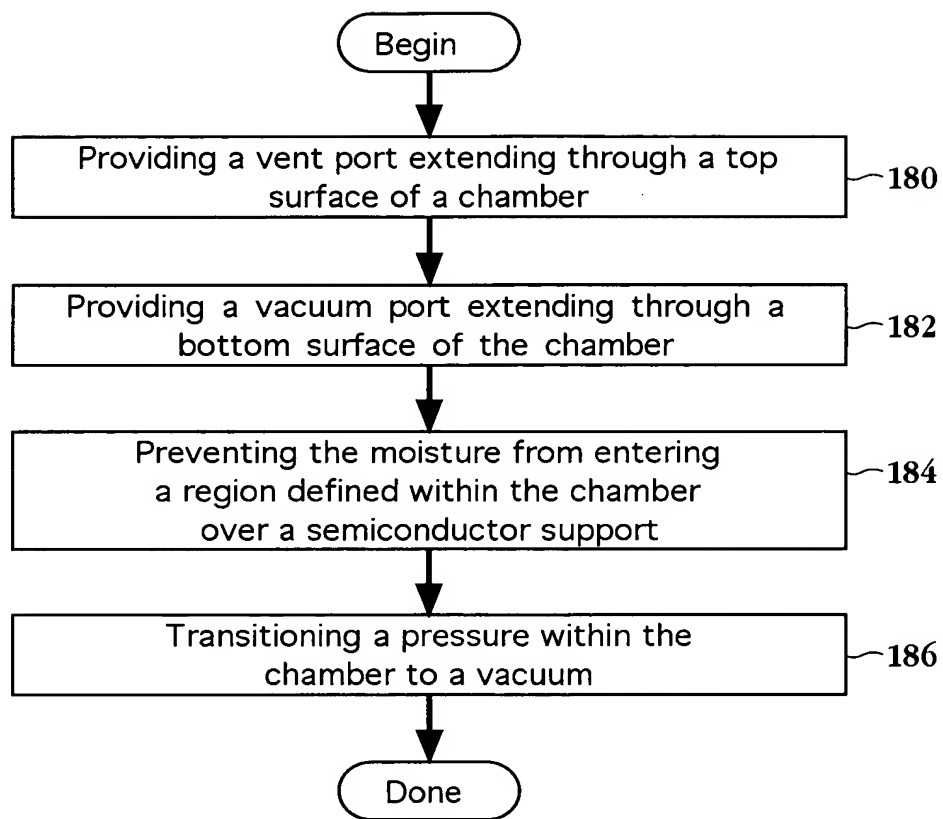 Begin
Providing a vent port extending through a top
surface of a chamber
180
Providing a vacuum port extending through a
bottom surface of the chamber
182
Preventing the moisture from entering
a region defined within the chamber
over a semiconductor support
184
Transitioning a pressure within the
chamber to a vacuum
186
Done